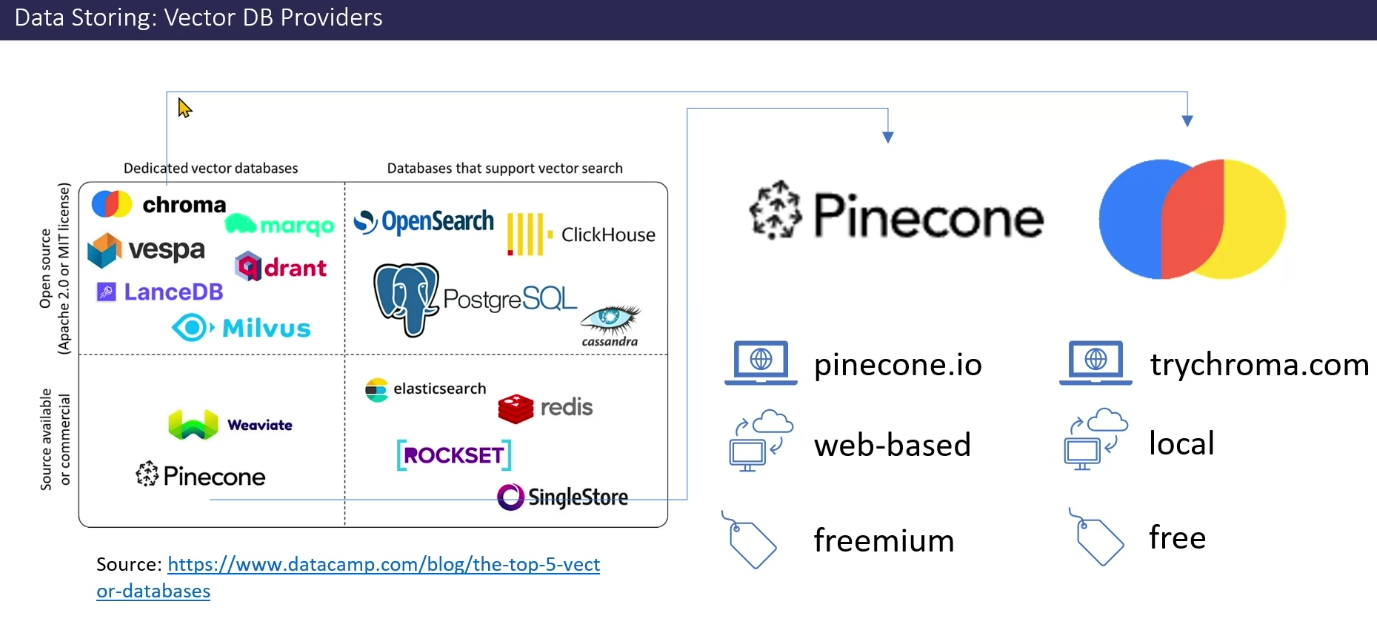 Data Storing: Vector DB Providers
Dedicated vector databases
Databases that support vector search
Open source
(Apache 2.0 or MIT license)
chroma
marqo
vespa
qdrant
LanceDB
Milvus
OpenSearch
ClickHouse
PostgreSQL
cassandra
Source available
or commercial
Weaviate
Pinecone
elasticsearch
redis
[ROCKSET]
SingleStore
Source: https://www.datacamp.com/blog/the-top-5-vect
or-databases
Pinecone
pinecone.io
web-based
freemium
trychroma.com
local
free